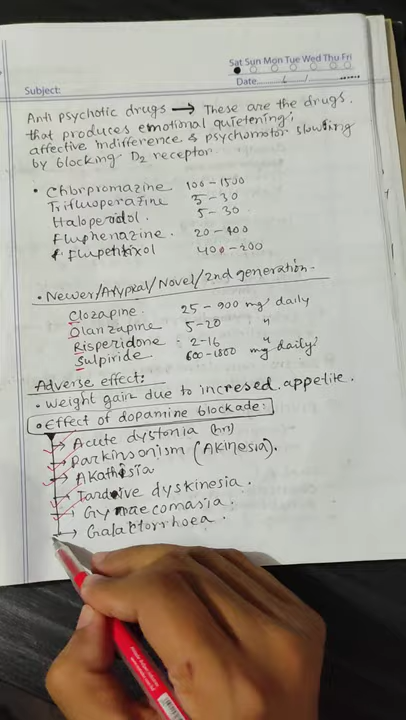 Sat Sun Mon Tue Wed Thu Fri
Subject:
Date
Anti psychotic drugs → These are the drugs.
that produces emotional quietening,
affective indifference & psychomotor slowing
by blocking D2 receptor.
• Chlorpromazine 100-1500
Trifluoperazine 5-30
Haloperodol. 5-30
Fluphenazine. 20-400
Flupentixol 400-200
• Newer/Atypkal/Novel/2nd generation-
Clozapine 25-900 mg daily
Olanzapine 5-20 "
Risperidone : 2-16 "
Sulpiride 600-1800 mg daily
Adverse effect:
• Weight gain due to incresed appetite.
• Effect of dopamine blockade:
→ Acute dystonia (hrs)
→ Parkinsonism (Akinesia).
→ Akathisia
→ Tardive dyskinesia.
→ Gynaecomasia.
→ Galactorrhoea.